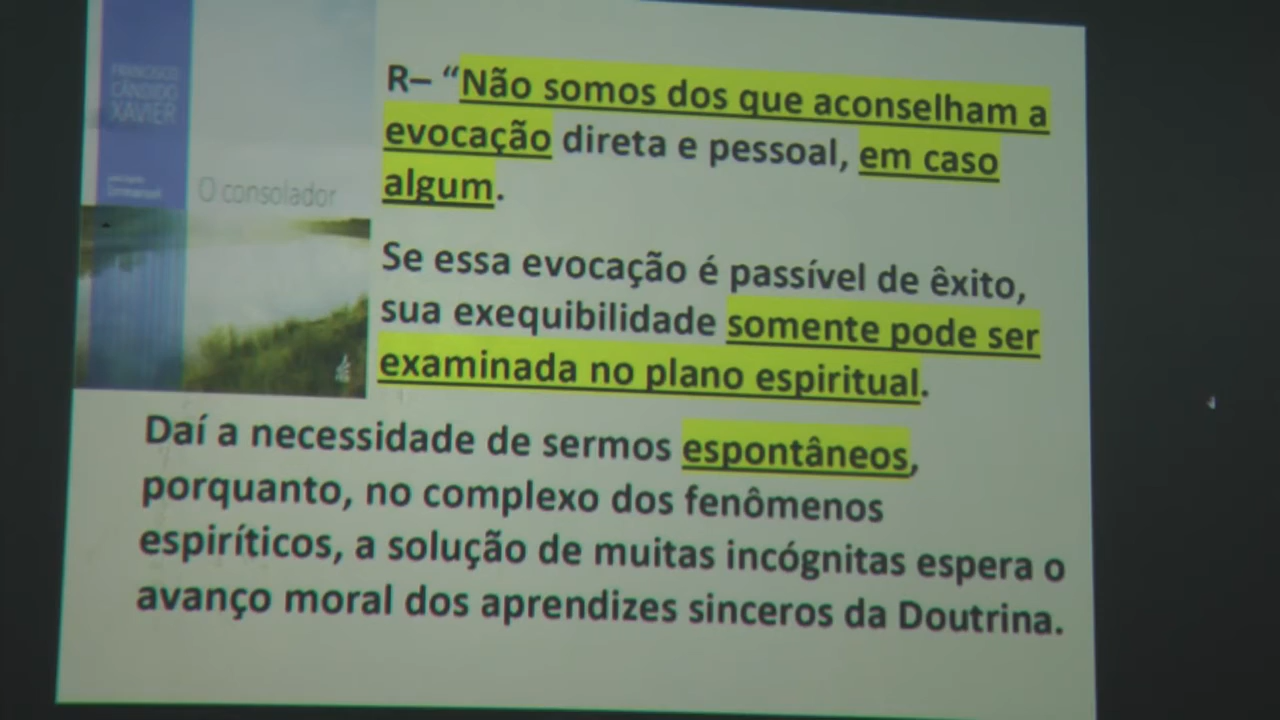 FRANCISCO
CÂNDIDO
XAVIER
Emmanuel
O consolador
R– “Não somos dos que aconselham a
evocação direta e pessoal, em caso
algum.
Se essa evocação é passível de êxito,
sua exequibilidade somente pode ser
examinada no plano espiritual.
Daí a necessidade de sermos espontâneos,
porquanto, no complexo dos fenômenos
espiríticos, a solução de muitas incógnitas espera o
avanço moral dos aprendizes sinceros da Doutrina.